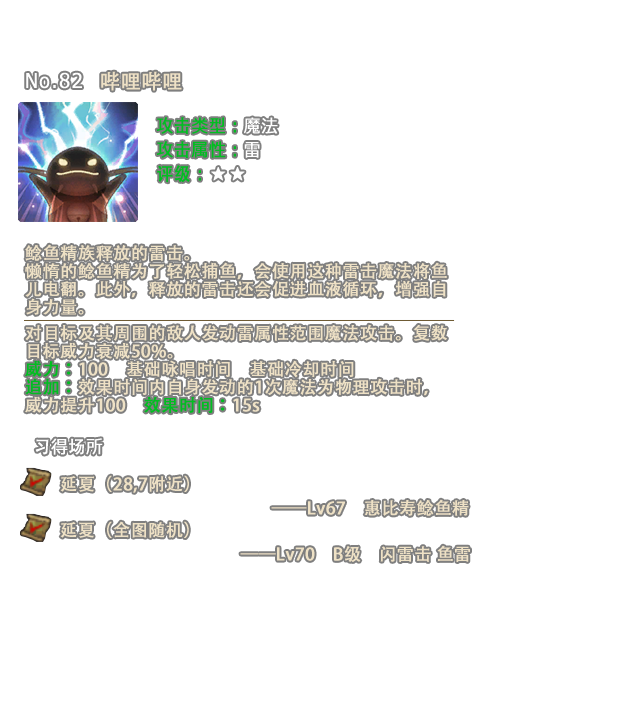 No.82 哔哩哔哩
攻击类型：魔法
攻击属性：雷
评级：☆☆
鲶鱼精族释放的雷击。
懒惰的鲶鱼精为了轻松捕鱼，会使用这种雷击魔法将鱼
儿电翻。此外，释放的雷击还会促进血液循环，增强自
身力量。
对目标及其周围的敌人发动雷属性范围魔法攻击。复数
目标威力衰减50%。
威力：100 基础咏唱时间 基础冷却时间
追加：效果时间内自身发动的1次魔法为物理攻击时，
威力提升100 效果时间：15s
习得场所
延夏（28,7附近）
——Lv67 惠比寿鲶鱼精
延夏（全图随机）
——Lv70 B级 闪雷击 鱼雷